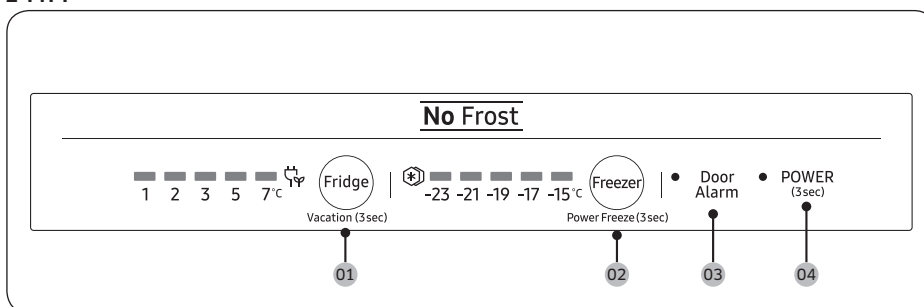 No Frost
1 2 3 5 7°C
Fridge
Vacation (3sec)
-23 -21 -19 -17 -15°C
Freezer
Power Freeze (3sec)
Door
Alarm
POWER
(3sec)
01
02
03
04